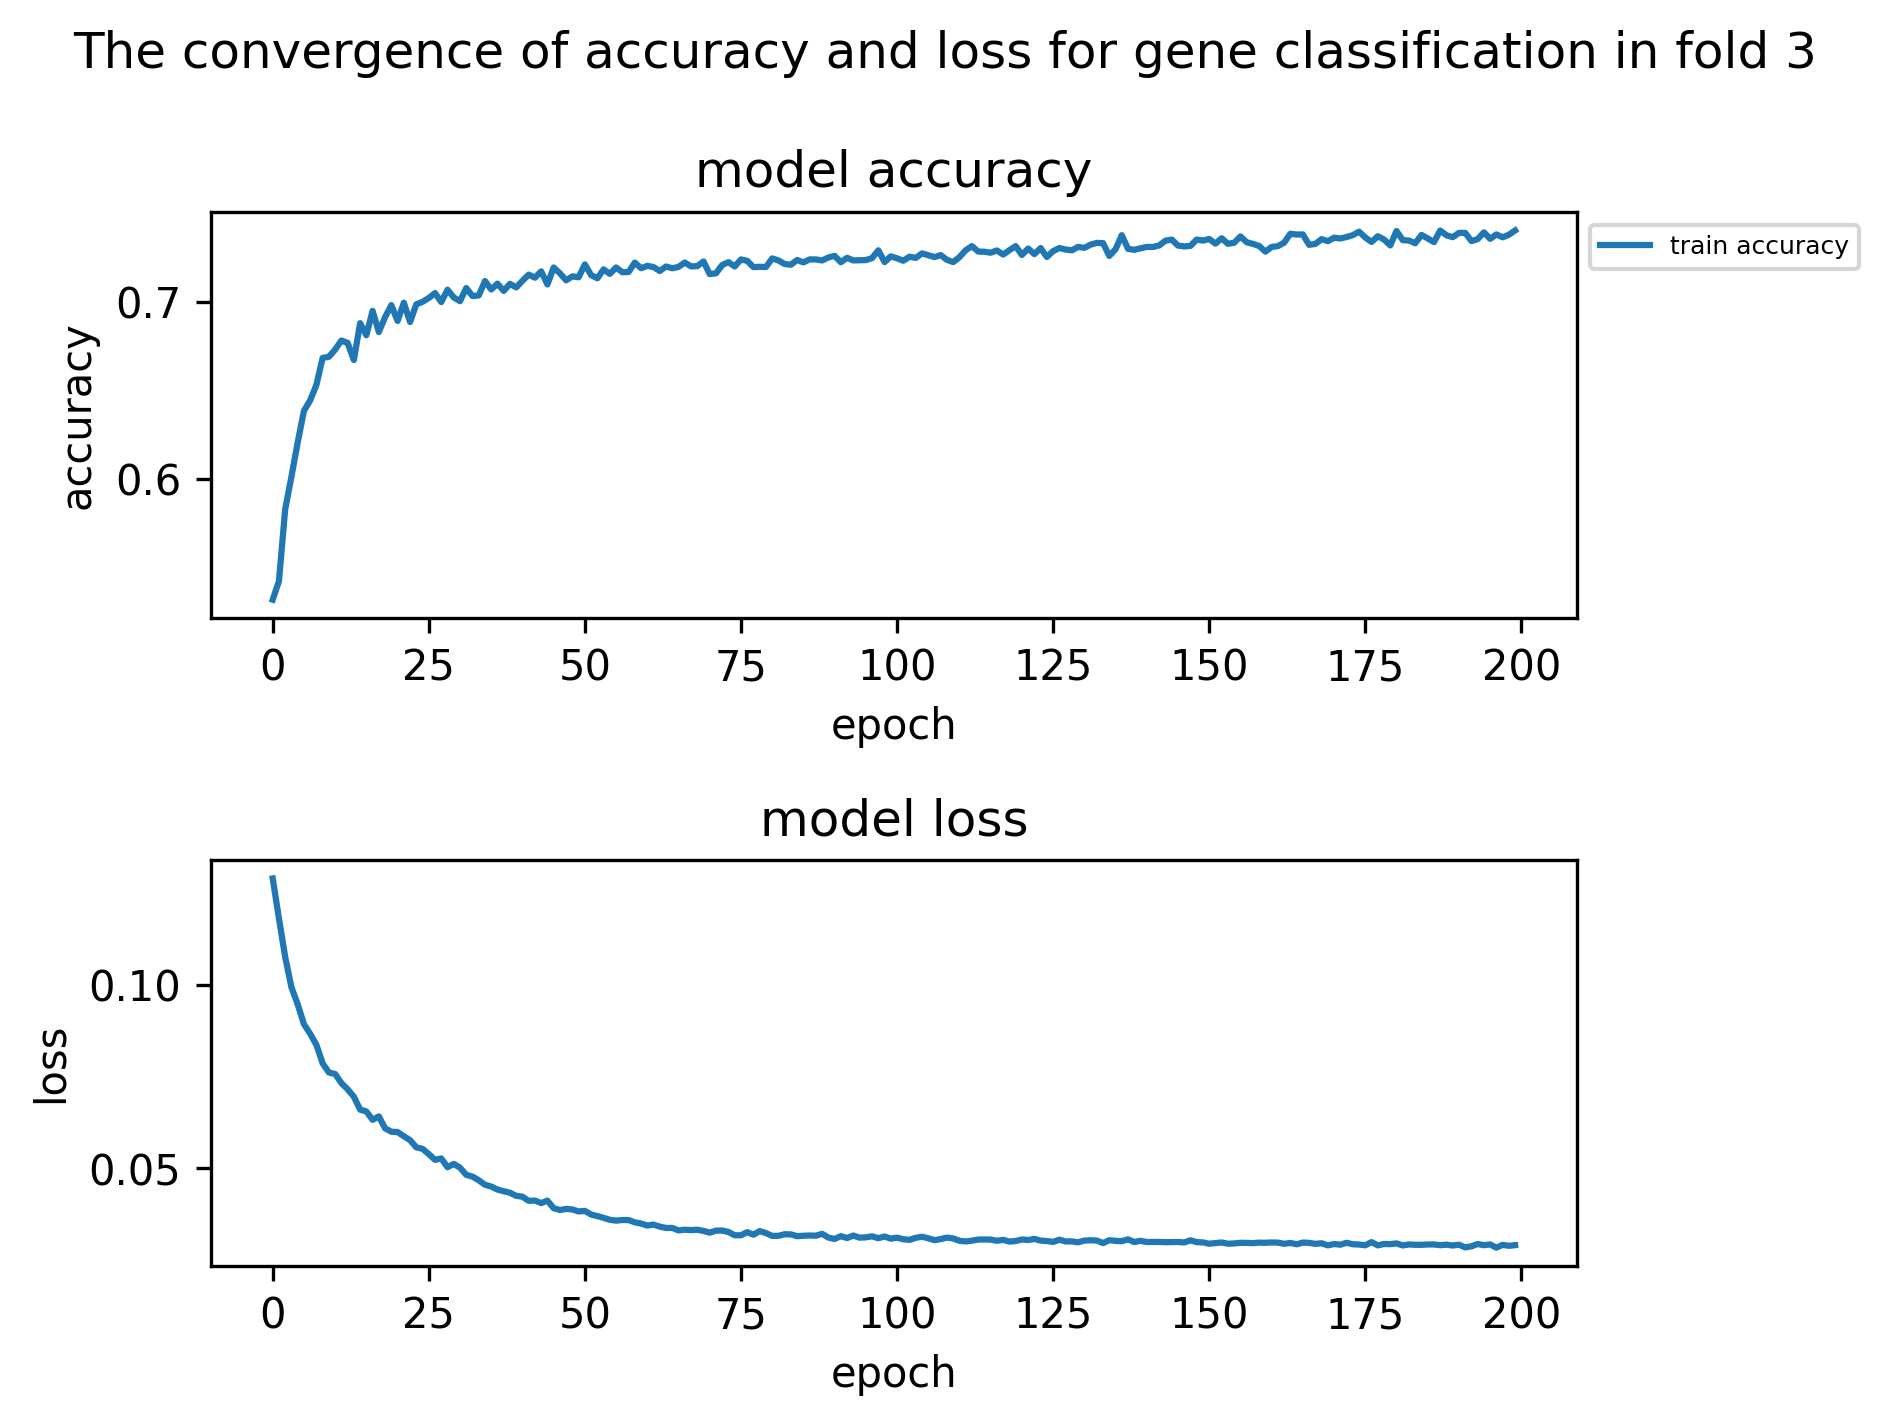 The convergence of accuracy and loss for gene classification in fold 3
model accuracy
train accuracy
accuracy
0.7
0.6
0 25 50 75 100 125 150 175 200
epoch
model loss
loss
0.10
0.05
0 25 50 75 100 125 150 175 200
epoch